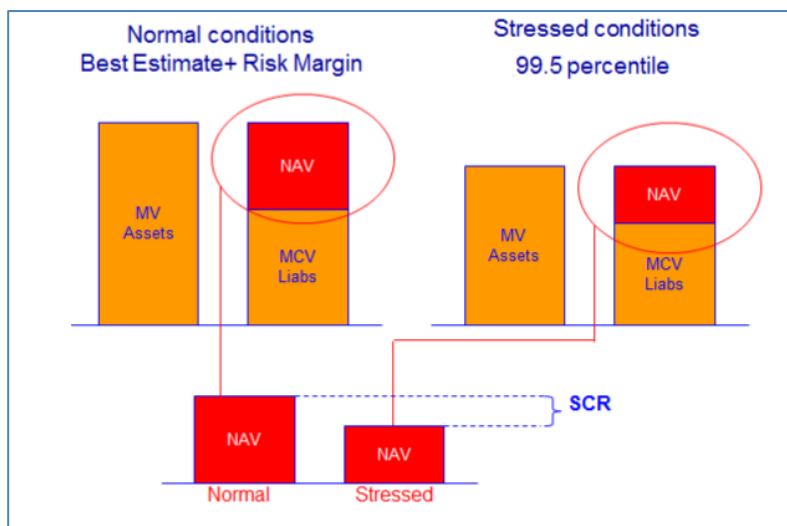 Normal conditions
Best Estimate+ Risk Margin
Stressed conditions
99.5 percentile
NAV
MV
Assets
MCV
Liabs
NAV
MV
Assets
MCV
Liabs
SCR
NAV
NAV
Normal
Stressed